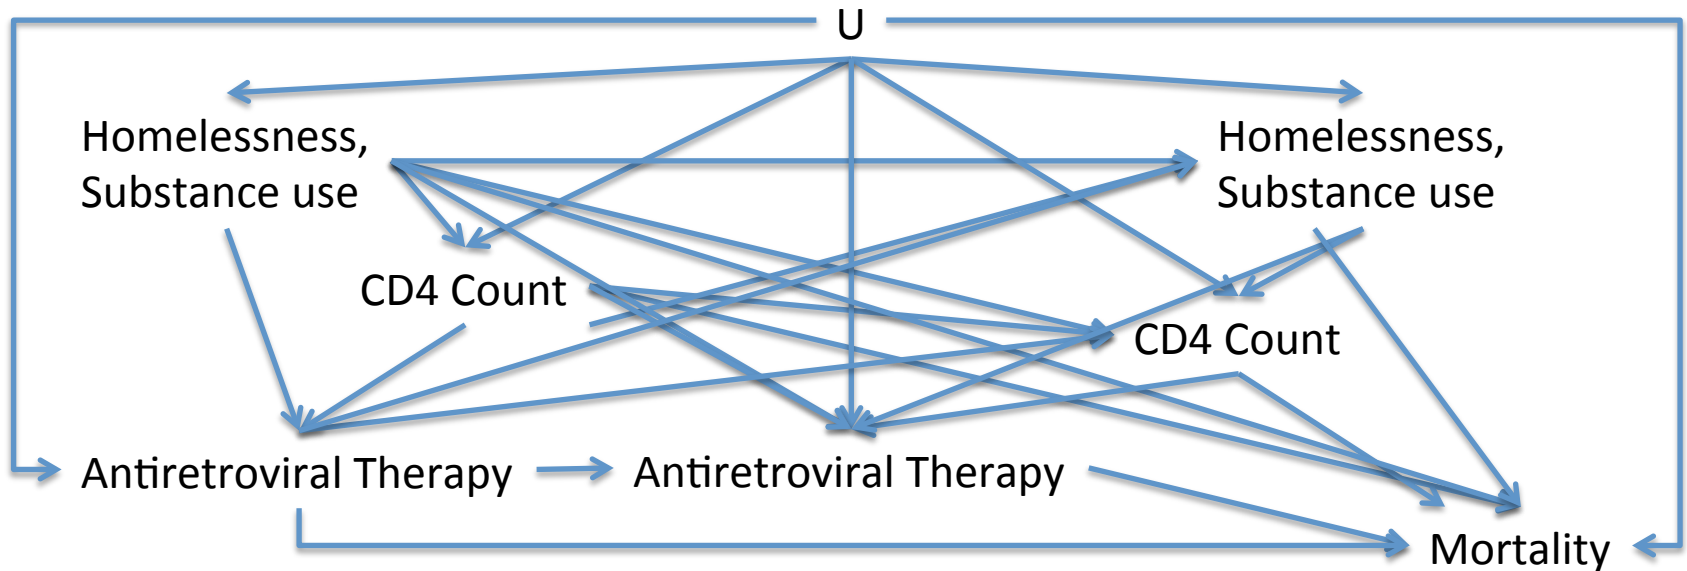 U
Homelessness,
Substance use
Homelessness,
Substance use
CD4 Count
CD4 Count
Antiretroviral Therapy
Antiretroviral Therapy
Mortality